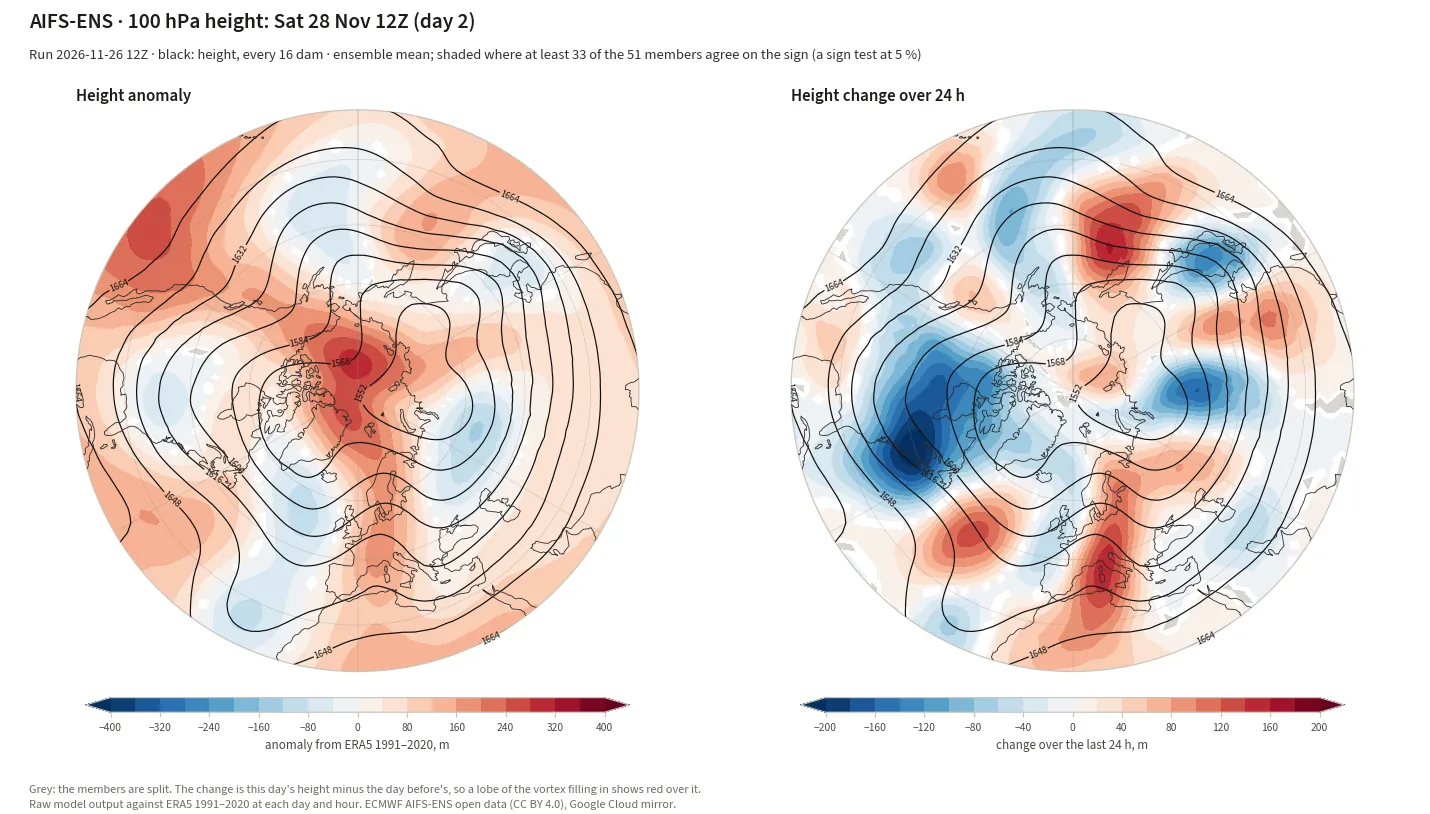 AIFS-ENS · 100 hPa height: Sat 28 Nov 12Z (day 2)
Run 2026-11-26 12Z · black: height, every 16 dam · ensemble mean; shaded where at least 33 of the 51 members agree on the sign (a sign test at 5 %)
Height anomaly
Height change over 24 h
1664
1632
1664
1584
1568
1552
1648
1648
1664
1664
1632
1664
1584
1568
1552
1648
1648
1664
−400 −320 −240 −160 −80 0 80 160 240 320 400
anomaly from ERA5 1991–2020, m
−200 −160 −120 −80 −40 0 40 80 120 160 200
change over the last 24 h, m
Grey: the members are split. The change is this day's height minus the day before's, so a lobe of the vortex filling in shows red over it.
Raw model output against ERA5 1991–2020 at each day and hour. ECMWF AIFS-ENS open data (CC BY 4.0), Google Cloud mirror.